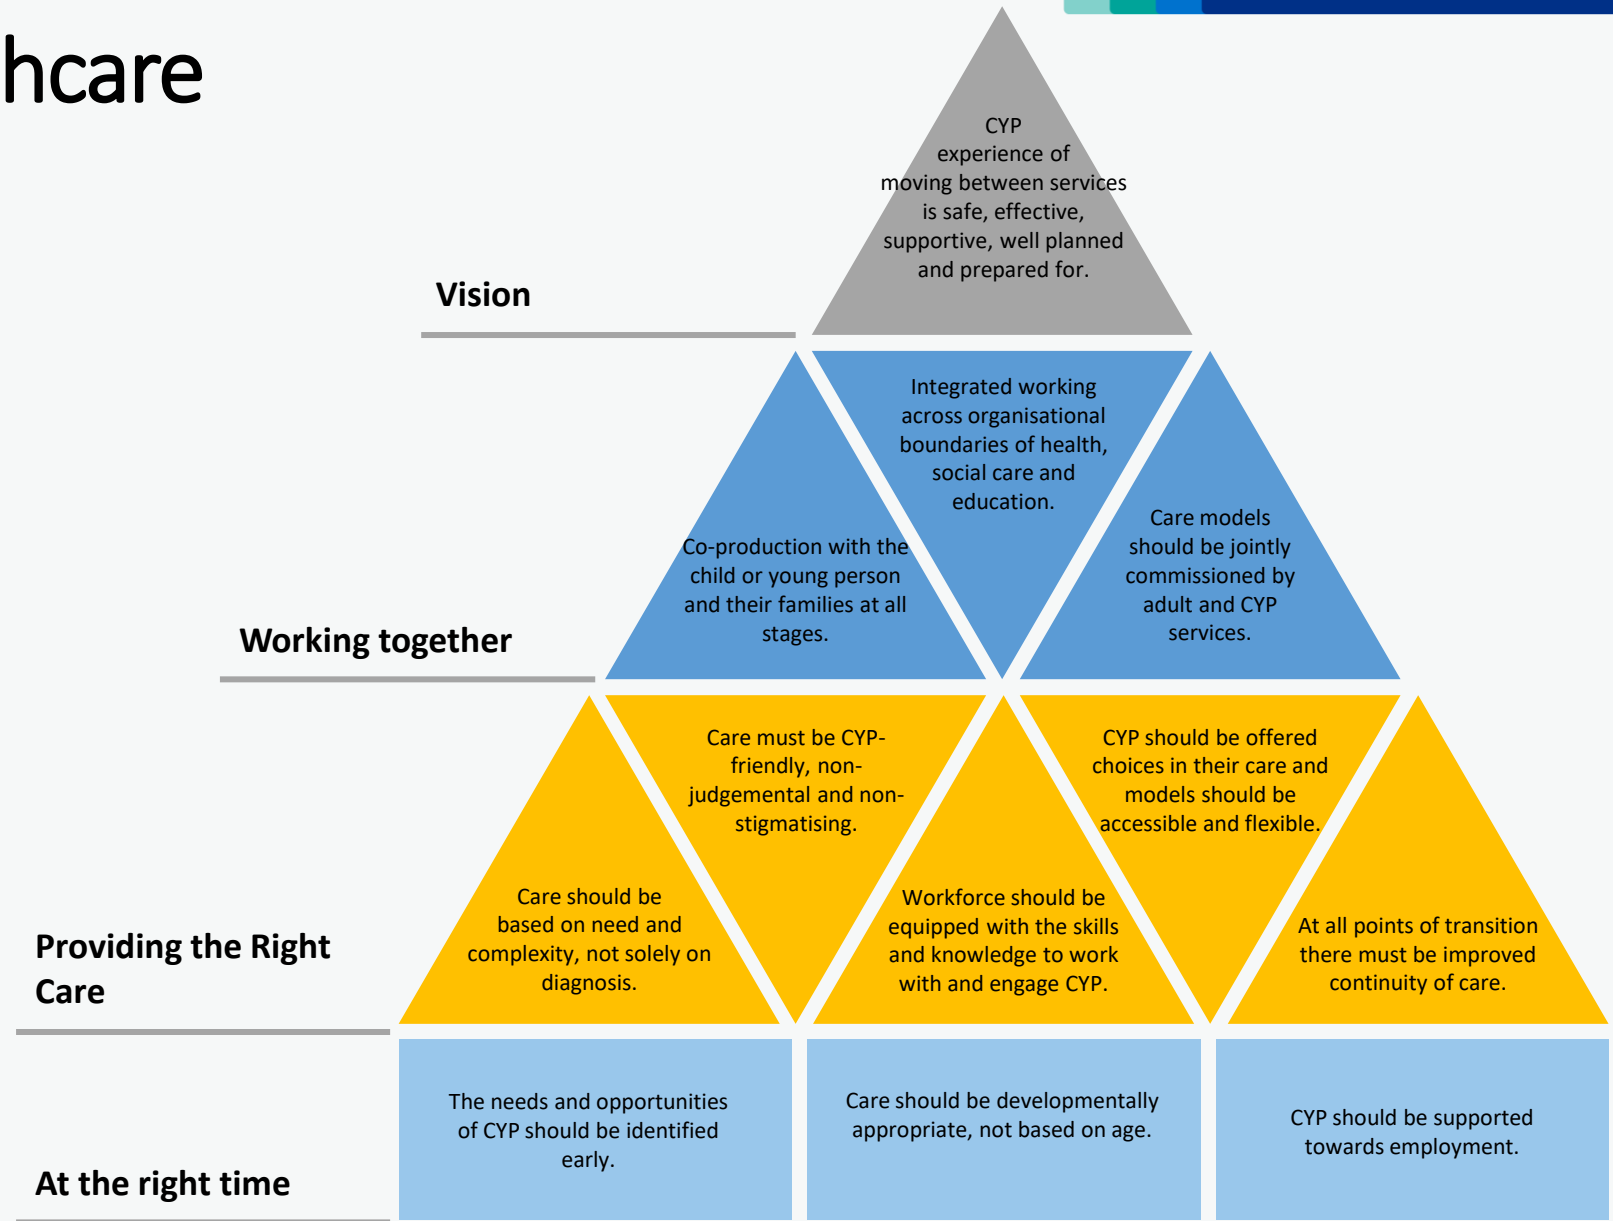 hcare
CYP
experience of
moving between services
is safe, effective,
supportive, well planned
and prepared for.
Vision
Integrated working
across organisational
boundaries of health,
social care and
education.
Co-production with the
child or young person
and their families at all
stages.
Care models
should be jointly
commissioned by
adult and CYP
services.
Working together
Care must be CYP-
friendly, non-
judgemental and non-
stigmatising.
CYP should be offered
choices in their care and
models should be
accessible and flexible.
Care should be
based on need and
complexity, not solely on
diagnosis.
Workforce should be
equipped with the skills
and knowledge to work
with and engage CYP.
At all points of transition
there must be improved
continuity of care.
Providing the Right
Care
The needs and opportunities
of CYP should be identified
early.
Care should be developmentally
appropriate, not based on age.
CYP should be supported
towards employment.
At the right time